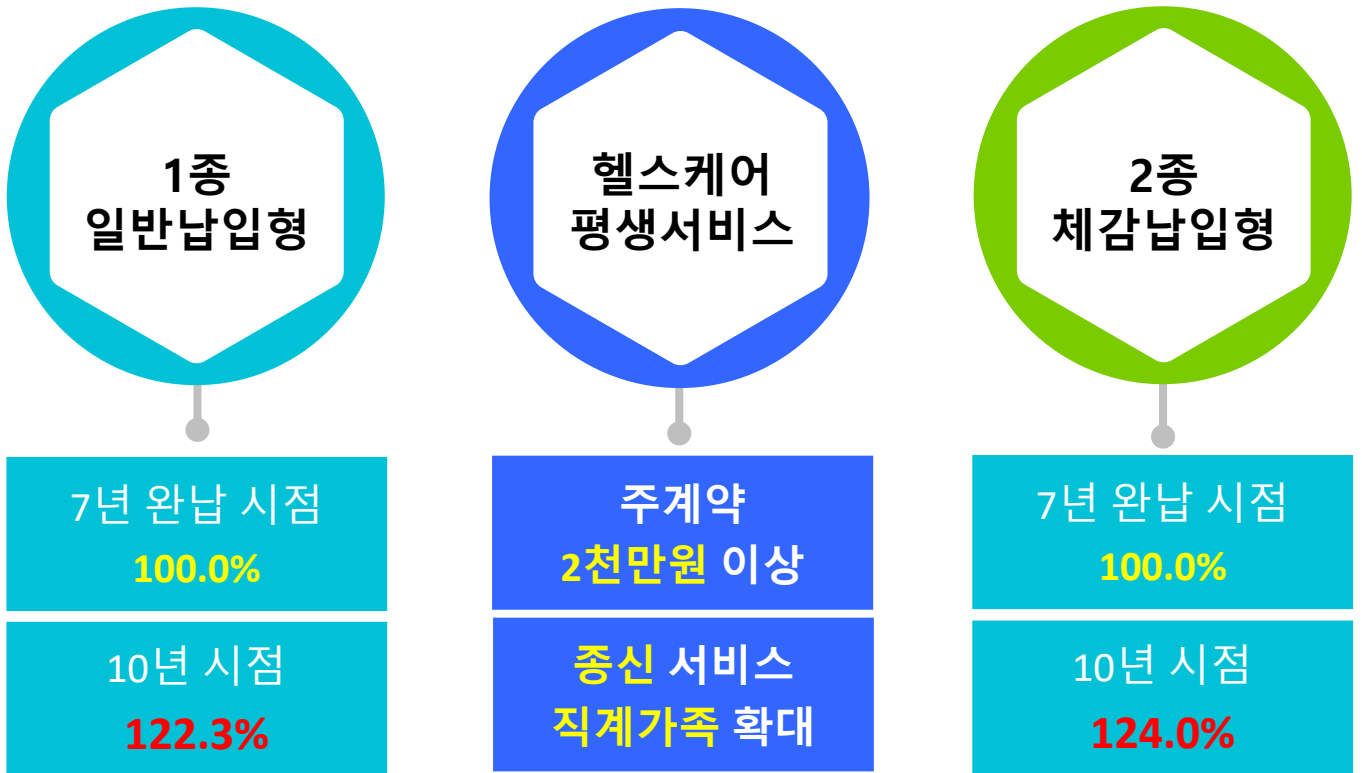 1종
일반납입형
헬스케어
평생서비스
2종
체감납입형
7년 완납 시점
100.0%
10년 시점
122.3%
주계약
2천만원 이상
종신 서비스
직계가족 확대
7년 완납 시점
100.0%
10년 시점
124.0%